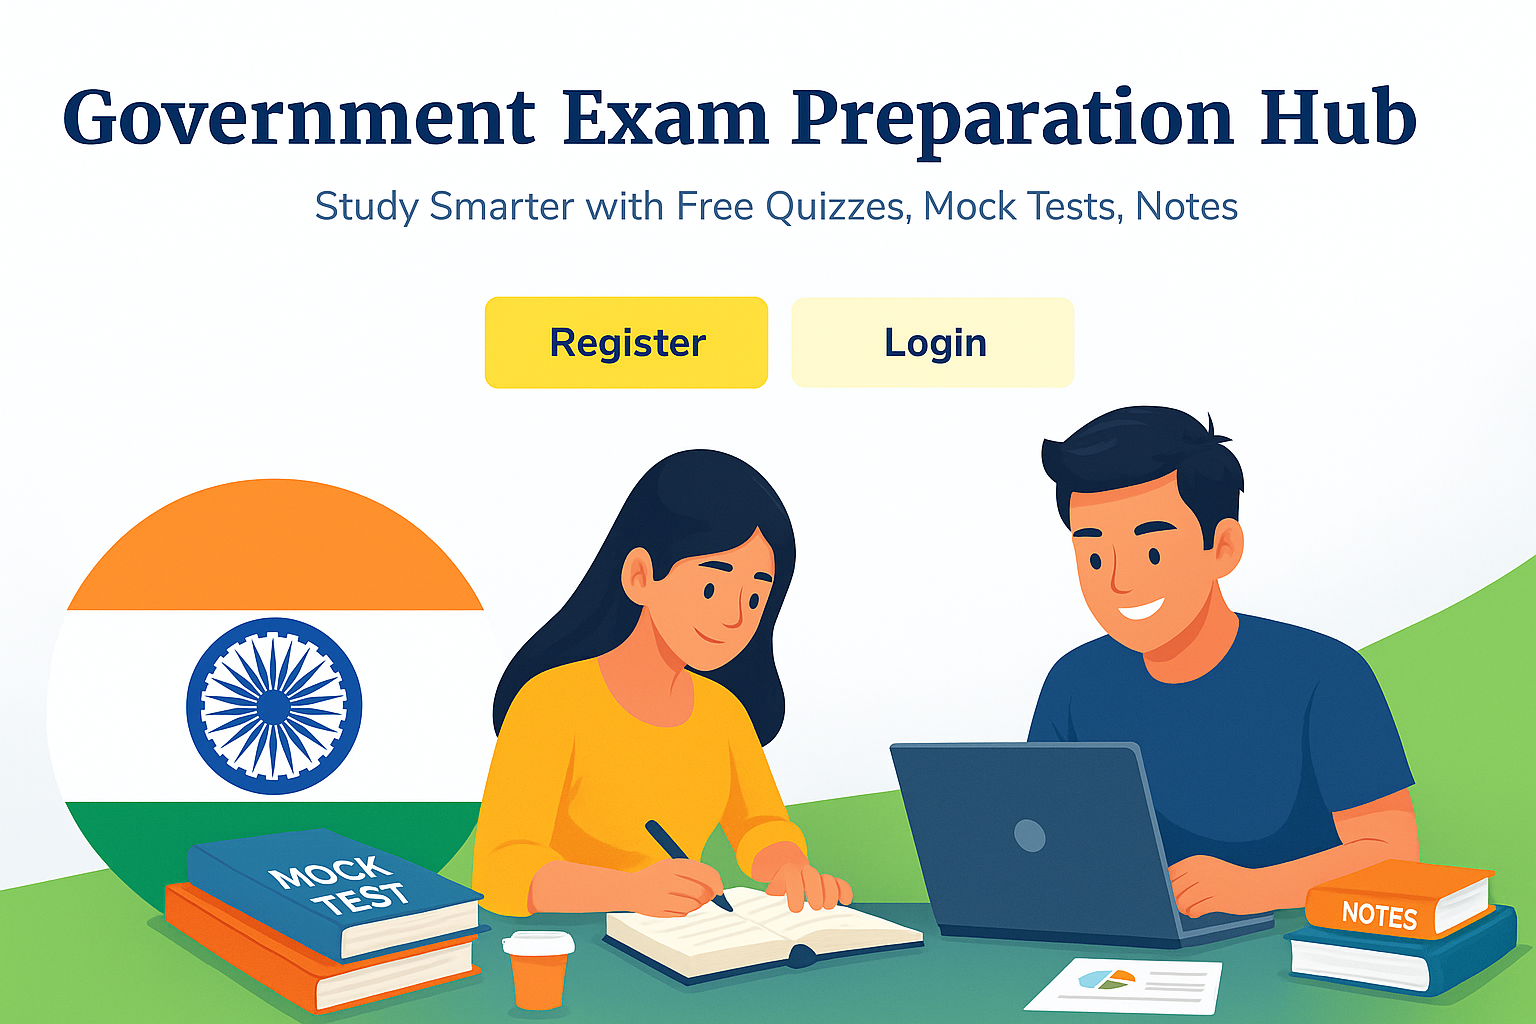 Government Exam Preparation Hub
Study Smarter with Free Quizzes, Mock Tests, Notes
Register
Login
MOCK
TEST
NOTES